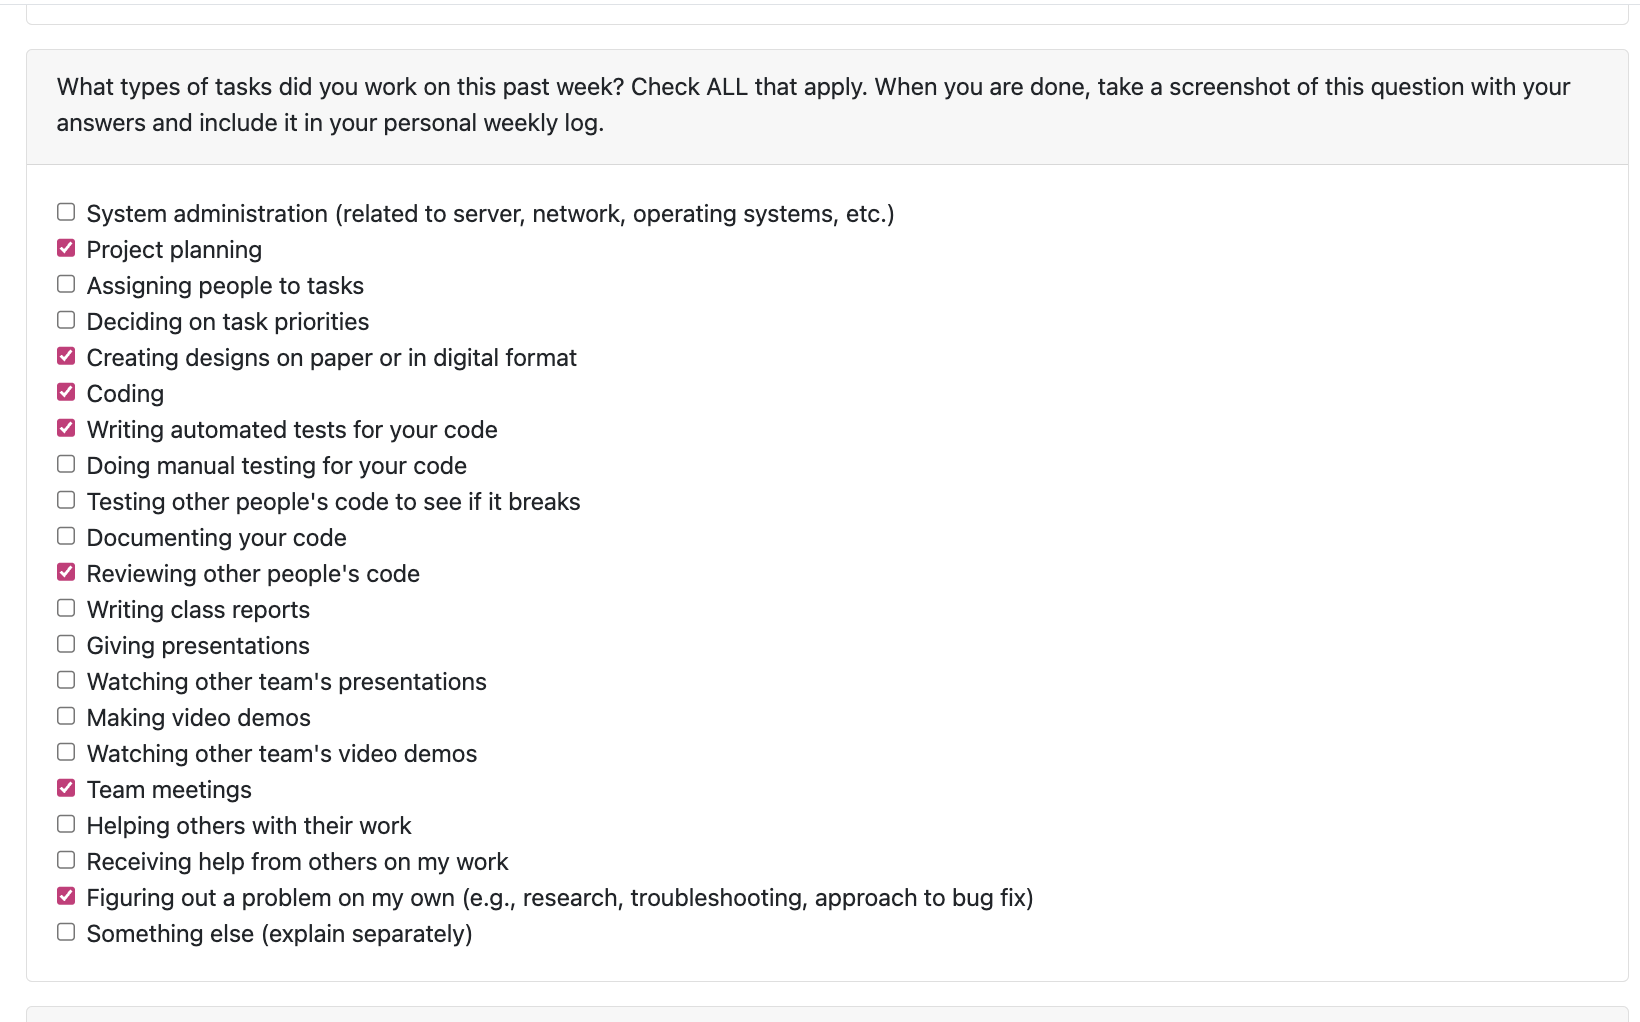 What types of tasks did you work on this past week? Check ALL that apply. When you are done, take a screenshot of this question with your
answers and include it in your personal weekly log.
System administration (related to server, network, operating systems, etc.)
Project planning
Assigning people to tasks
Deciding on task priorities
Creating designs on paper or in digital format
Coding
Writing automated tests for your code
Doing manual testing for your code
Testing other people's code to see if it breaks
Documenting your code
Reviewing other people's code
Writing class reports
Giving presentations
Watching other team's presentations
Making video demos
Watching other team's video demos
Team meetings
Helping others with their work
Receiving help from others on my work
Figuring out a problem on my own (e.g., research, troubleshooting, approach to bug fix)
Something else (explain separately)